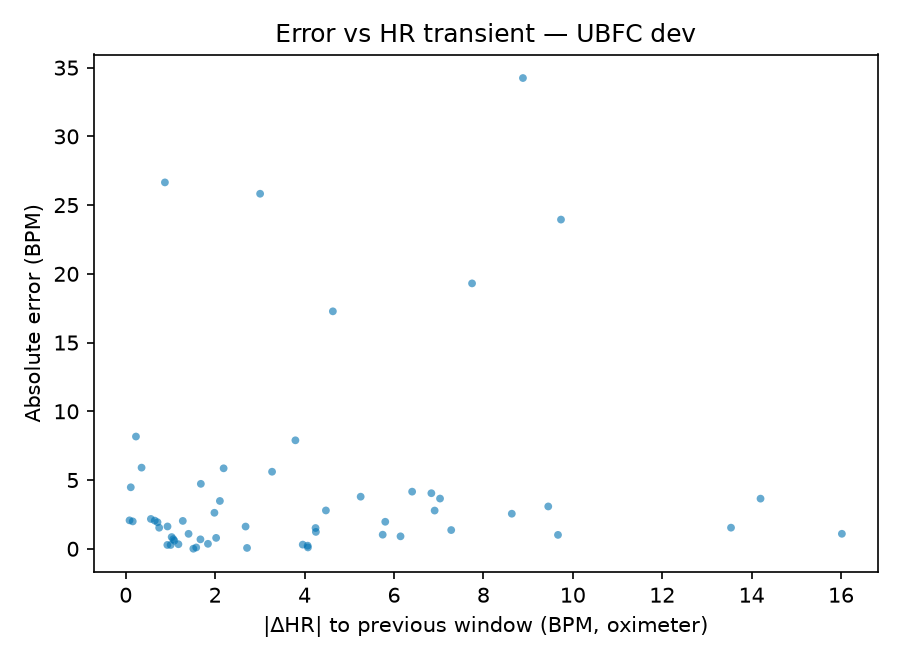 Error vs HR transient — UBFC dev
Absolute error (BPM)
35
30
25
20
15
10
5
0
0 2 4 6 8 10 12 14 16
|ΔHR| to previous window (BPM, oximeter)